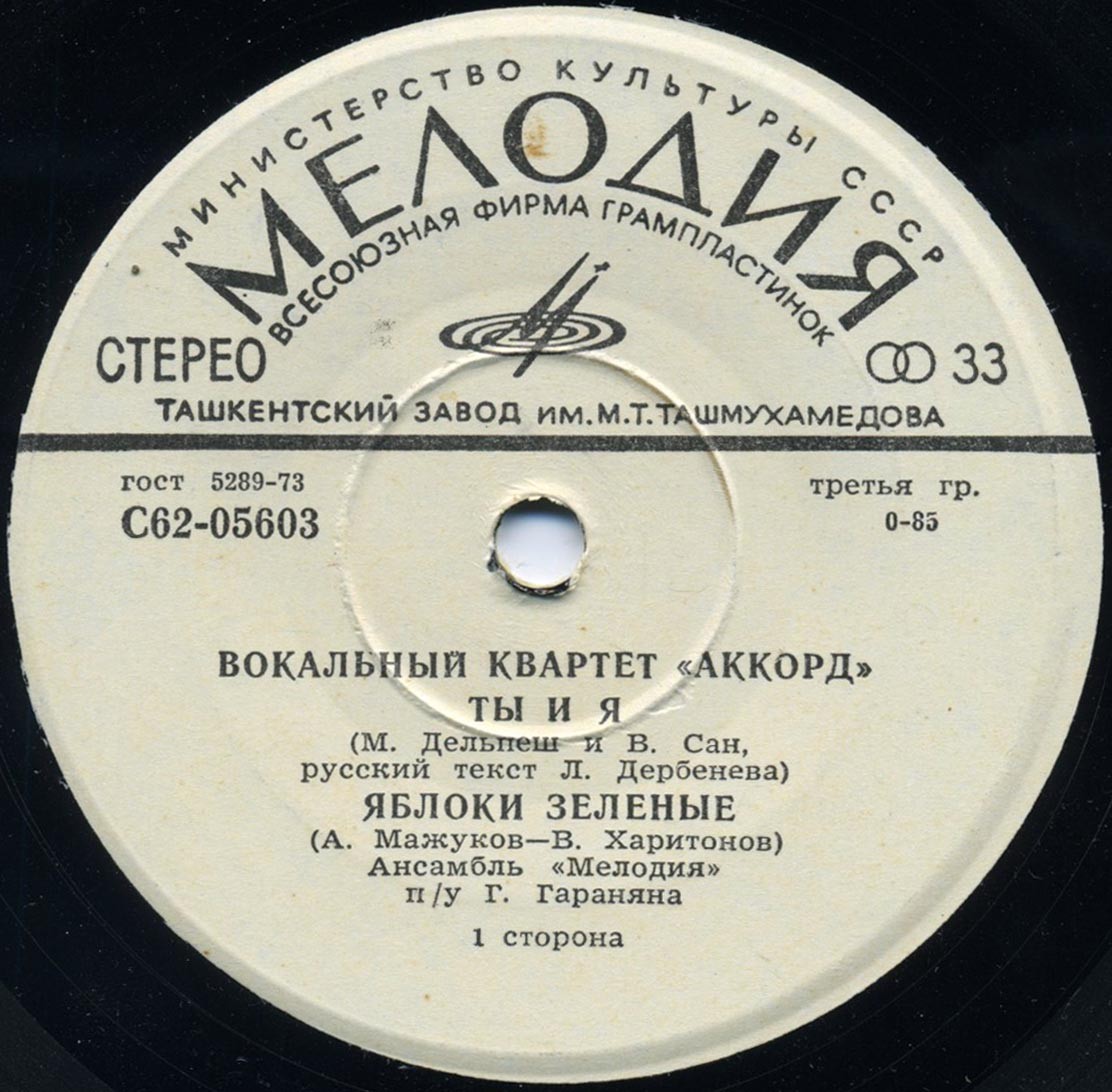 МИНИСТЕРСТВО КУЛЬТУРЫ СССР
МЕЛОДИЯ
ВСЕСОЮЗНАЯ ФИРМА ГРАМПЛАСТИНОК
СТЕРЕО 33
ТАШКЕНТСКИЙ ЗАВОД ИМ. М.Т. ТАШМУХАМЕДОВА
гост 5289-73 третья гр.
С62-05603 0-85
ВОКАЛЬНЫЙ КВАРТЕТ «АККОРД»
ТЫ И Я
(М. Дельпеш и В. Сан,
русский текст Л. Дербенева)
ЯБЛОКИ ЗЕЛЕНЫЕ
(А. Мажуков—В. Харитонов)
Ансамбль «Мелодия»
п/у Г. Гараняна
1 сторона